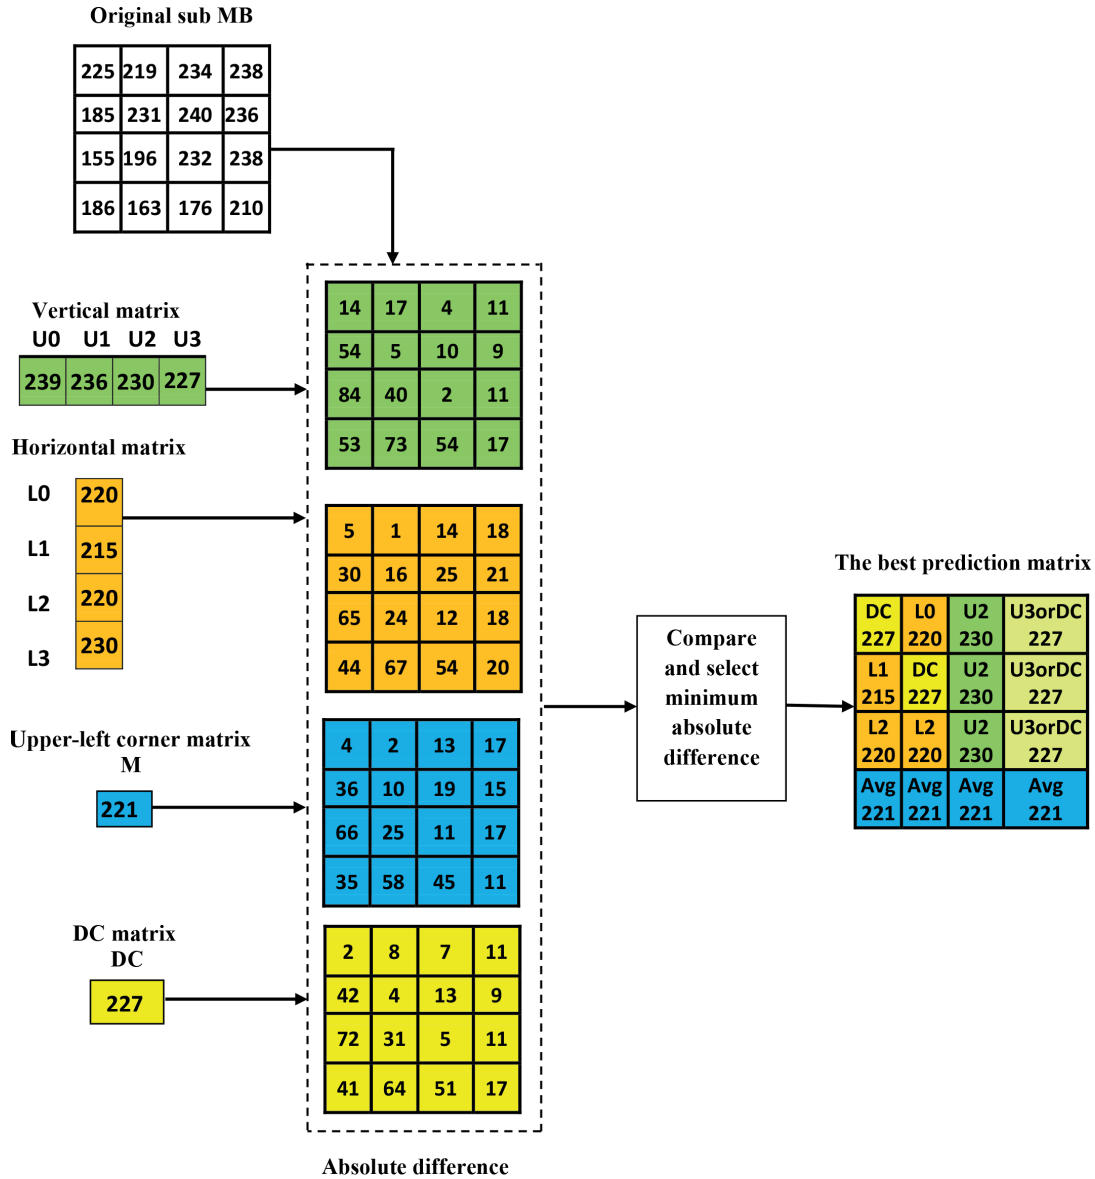 Original sub MB
225 219 234 238
185 231 240 236
155 196 232 238
186 163 176 210
Vertical matrix
U0 U1 U2 U3
239 236 230 227
14 17 4 11
54 5 10 9
84 40 2 11
53 73 54 17
Horizontal matrix
L0 220
L1 215
L2 220
L3 230
5 1 14 18
30 16 25 21
65 24 12 18
44 67 54 20
Upper-left corner matrix
M
221
4 2 13 17
36 10 19 15
66 25 11 17
35 58 45 11
DC matrix
DC
227
2 8 7 11
42 4 13 9
72 31 5 11
41 64 51 17
Absolute difference
Compare
and select
minimum
absolute
difference
The best prediction matrix
DC L0 U2 U3orDC
227 220 230 227
L1 DC U2 U3orDC
215 227 230 227
L2 L2 U2 U3orDC
220 220 230 227
Avg Avg Avg Avg
221 221 221 221